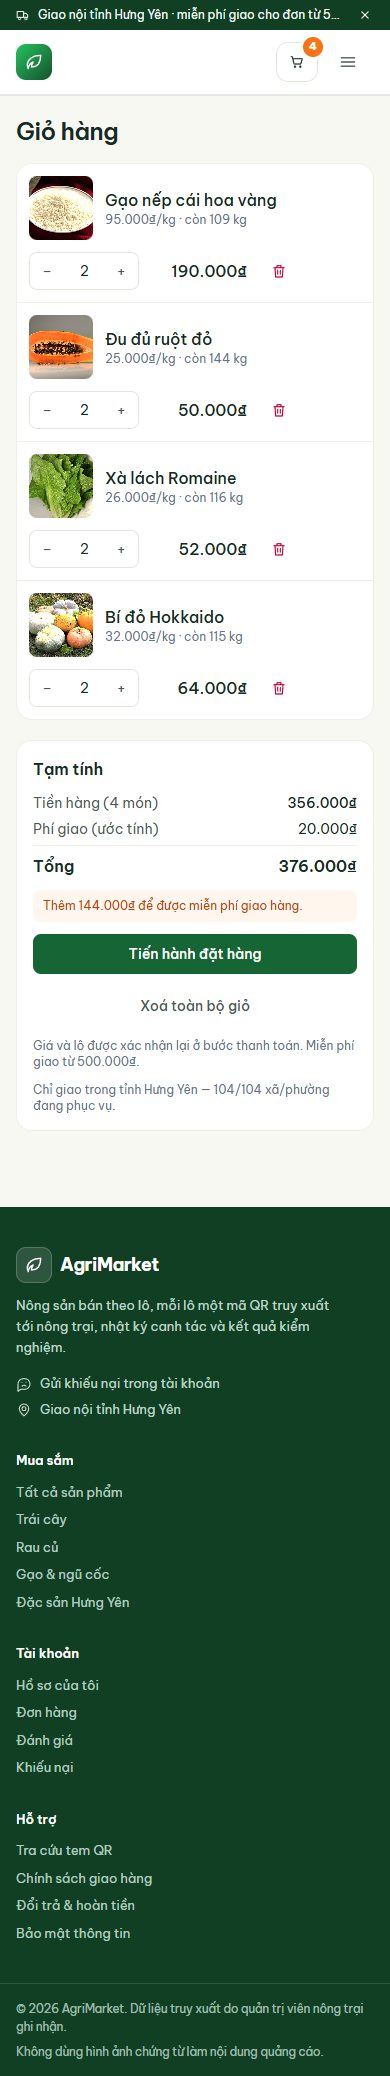 Giao nội tỉnh Hưng Yên · miễn phí giao cho đơn từ 5...
4
Giỏ hàng
Gạo nếp cái hoa vàng
95.000₫/kg · còn 109 kg
− 2 + 190.000₫
Đu đủ ruột đỏ
25.000₫/kg · còn 144 kg
− 2 + 50.000₫
Xà lách Romaine
26.000₫/kg · còn 116 kg
− 2 + 52.000₫
Bí đỏ Hokkaido
32.000₫/kg · còn 115 kg
− 2 + 64.000₫
Tạm tính
Tiền hàng (4 món) 356.000₫
Phí giao (ước tính) 20.000₫
Tổng 376.000₫
Thêm 144.000₫ để được miễn phí giao hàng.
Tiến hành đặt hàng
Xoá toàn bộ giỏ
Giá và lô được xác nhận lại ở bước thanh toán. Miễn phí
giao từ 500.000₫.
Chỉ giao trong tỉnh Hưng Yên — 104/104 xã/phường
đang phục vụ.
AgriMarket
Nông sản bán theo lô, mỗi lô một mã QR truy xuất
tới nông trại, nhật ký canh tác và kết quả kiểm
nghiệm.
Gửi khiếu nại trong tài khoản
Giao nội tỉnh Hưng Yên
Mua sắm
Tất cả sản phẩm
Trái cây
Rau củ
Gạo & ngũ cốc
Đặc sản Hưng Yên
Tài khoản
Hồ sơ của tôi
Đơn hàng
Đánh giá
Khiếu nại
Hỗ trợ
Tra cứu tem QR
Chính sách giao hàng
Đổi trả & hoàn tiền
Bảo mật thông tin
© 2026 AgriMarket. Dữ liệu truy xuất do quản trị viên nông trại
ghi nhận.
Không dùng hình ảnh chứng từ làm nội dung quảng cáo.